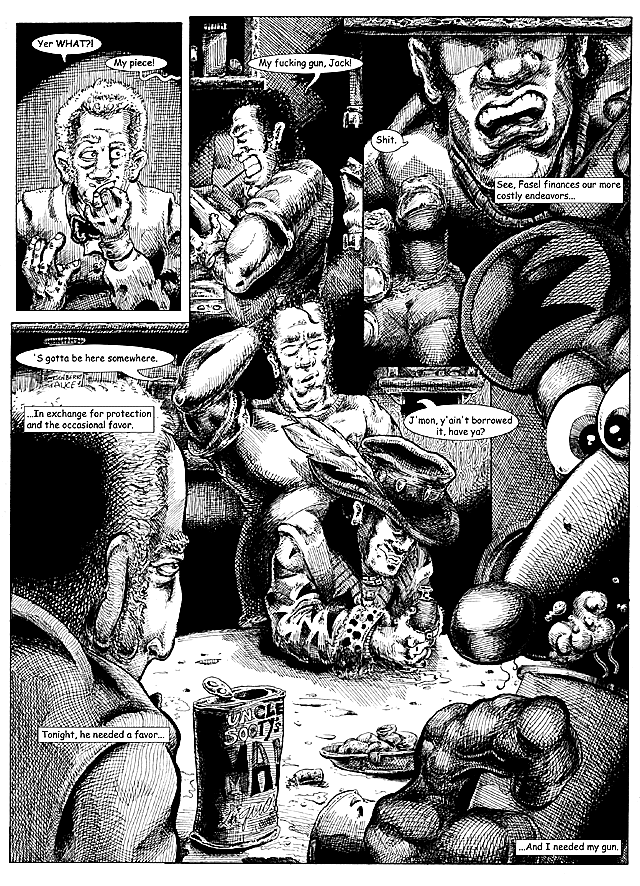 Yer WHAT?!
My piece!
My fucking gun, Jack!
Shit.
See, Fasel finances our more
costly endeavors...
'S gotta be here somewhere.
SAUCE
...In exchange for protection
and the occasional favor.
J'mon, y'ain't borrowed
it, have ya?
Tonight, he needed a favor...
UNCLE
...And I needed my gun.